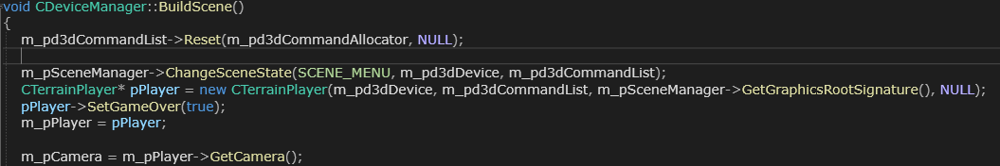 void CDeviceManager::BuildScene()
{
m_pd3dCommandList->Reset(m_pd3dCommandAllocator, NULL);
m_pSceneManager->ChangeSceneState(SCENE_MENU, m_pd3dDevice, m_pd3dCommandList);
CTerrainPlayer* pPlayer = new CTerrainPlayer(m_pd3dDevice, m_pd3dCommandList, m_pSceneManager->GetGraphicsRootSignature(), NULL);
pPlayer->SetGameOver(true);
m_pPlayer = pPlayer;
m_pCamera = m_pPlayer->GetCamera();